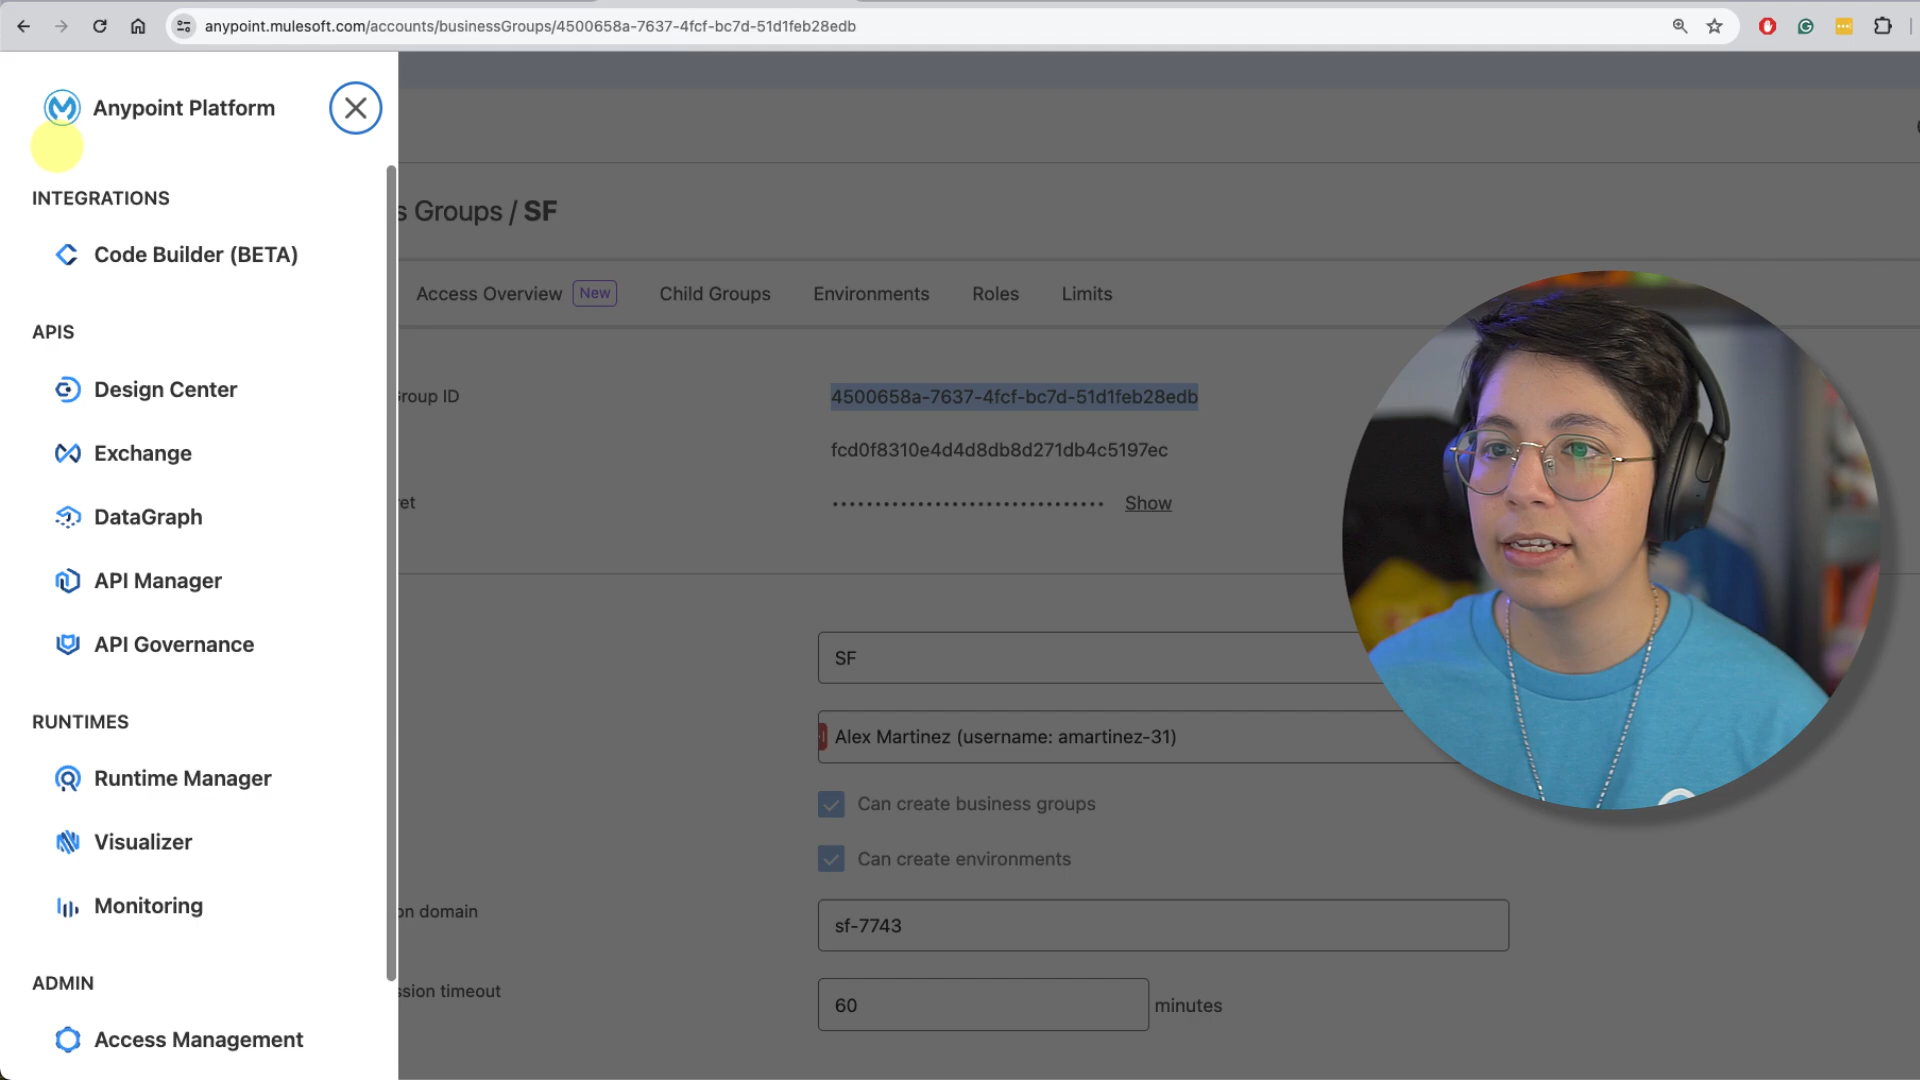 anypoint.mulesoft.com/accounts/businessGroups/4500658a-7637-4fcf-bc7d-51d1feb28edb
Anypoint Platform
INTEGRATIONS
Code Builder (BETA)
APIS
Design Center
Exchange
DataGraph
API Manager
API Governance
RUNTIMES
Runtime Manager
Visualizer
Monitoring
ADMIN
Access Management
s Groups / SF
Access Overview New Child Groups Environments Roles Limits
roup ID 4500658a-7637-4fcf-bc7d-51d1feb28edb
fcd0f8310e4d4d8db8d271db4c5197ec
ret •••••••••••••••••••••••••••••••• Show
SF
Alex Martinez (username: amartinez-31)
Can create business groups
Can create environments
on domain sf-7743
ssion timeout 60 minutes